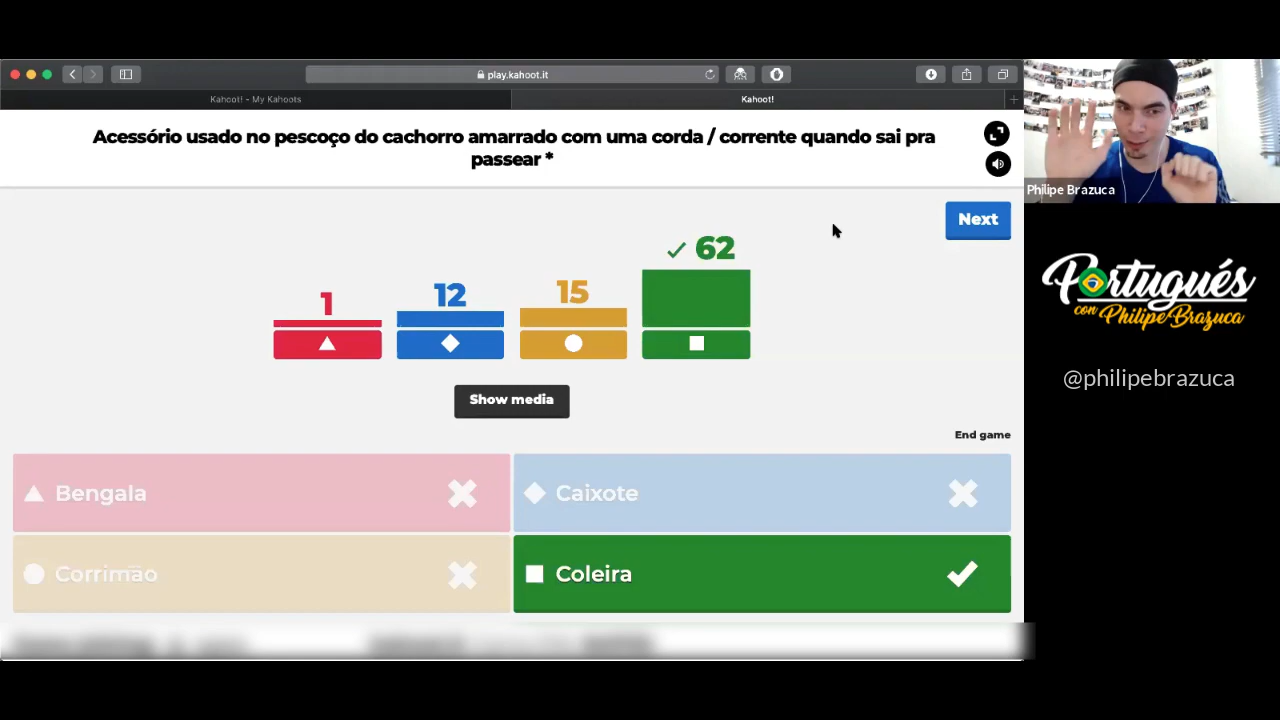 play.kahoot.it
Kahoot! - My Kahoots
Kahoot!
Acessório usado no pescoço do cachorro amarrado com uma corda / corrente quando sai pra
passear *
Philipe Brazuca
Next
1
12
15
62
Show media
End game
Bengala
Caixote
Corrimão
Coleira
Portugués
con Philipe Brazuca
@philipebrazuca